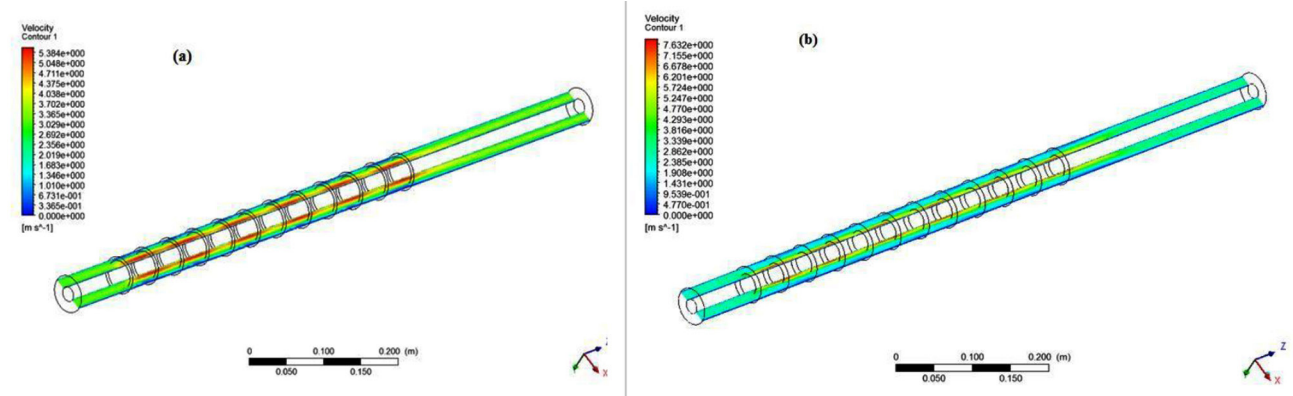 Velocity
Contour 1
(a)
5.384e+000
5.048e+000
4.711e+000
4.375e+000
4.038e+000
3.702e+000
3.365e+000
3.029e+000
2.692e+000
2.356e+000
2.019e+000
1.683e+000
1.346e+000
1.010e+000
6.731e-001
3.365e-001
0.000e+000
[m s^-1]
0 0.100 0.200 (m)
0.050 0.150
X
Velocity
Contour 1
(b)
7.632e+000
7.155e+000
6.678e+000
6.201e+000
5.724e+000
5.247e+000
4.770e+000
4.293e+000
3.816e+000
3.339e+000
2.862e+000
2.385e+000
1.908e+000
1.431e+000
9.539e-001
4.770e-001
0.000e+000
[m s^-1]
0 0.100 0.200 (m)
0.050 0.150
Z
X